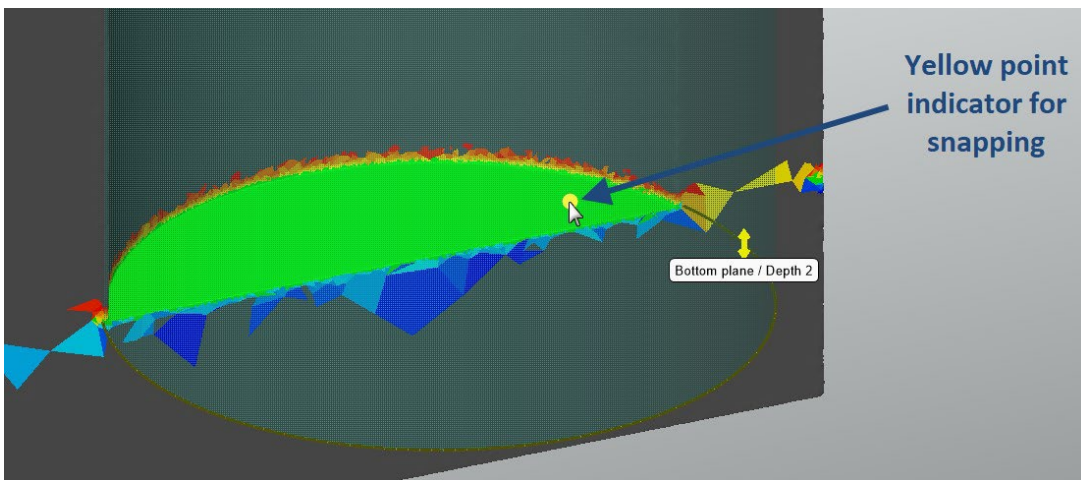 Yellow point
indicator for
snapping
Bottom plane / Depth 2